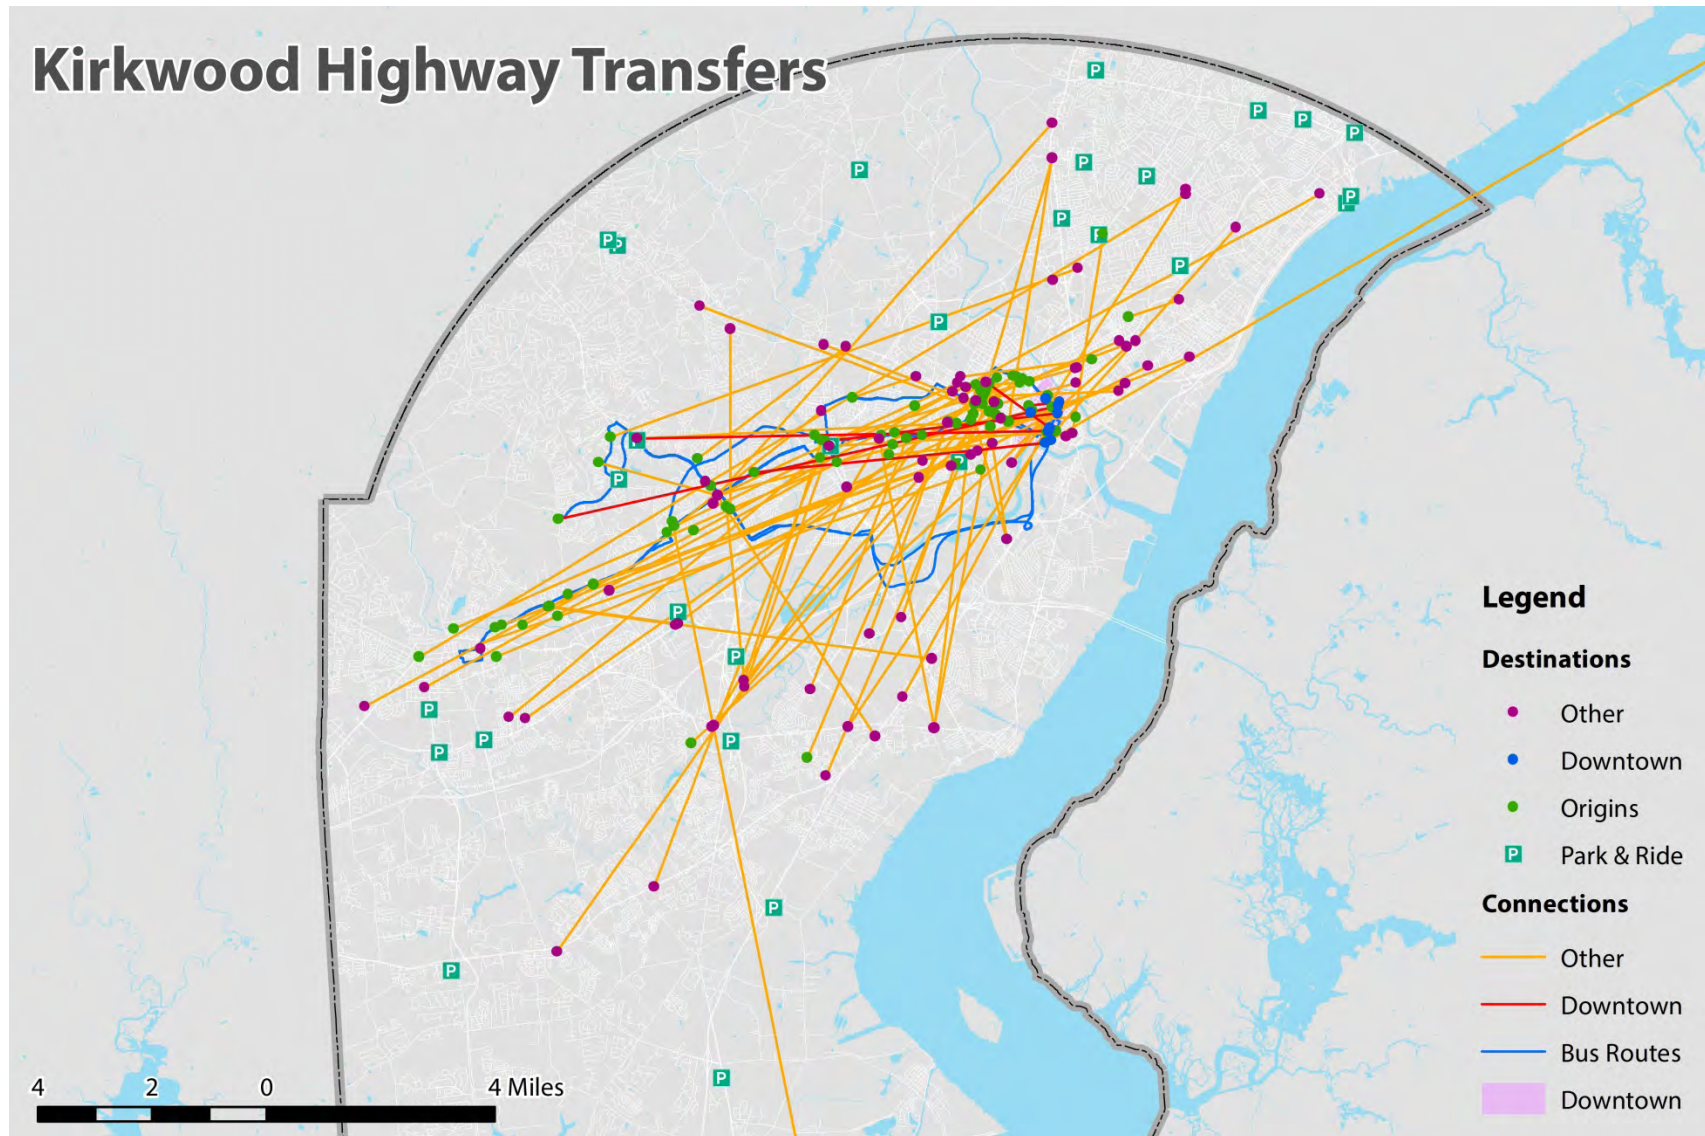 Kirkwood Highway Transfers
Legend
Destinations
Other
Downtown
Origins
P Park & Ride
Connections
Other
Downtown
Bus Routes
Downtown
4 2 0 4 Miles